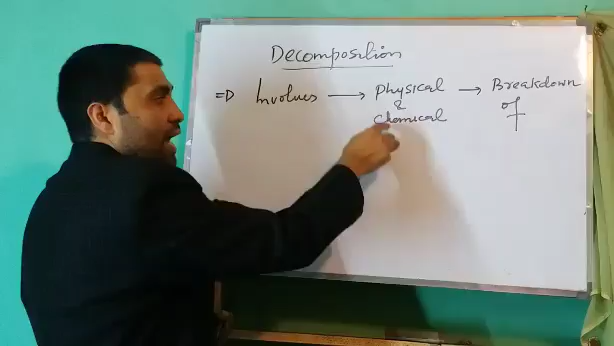 Decomposition
⇒ Involves → Physical → Breakdown
& of
Chemical